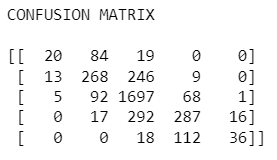 CONFUSION MATRIX
[[ 20 84 19 0 0]
[ 13 268 246 9 0]
[ 5 92 1697 68 1]
[ 0 17 292 287 16]
[ 0 0 18 112 36]]